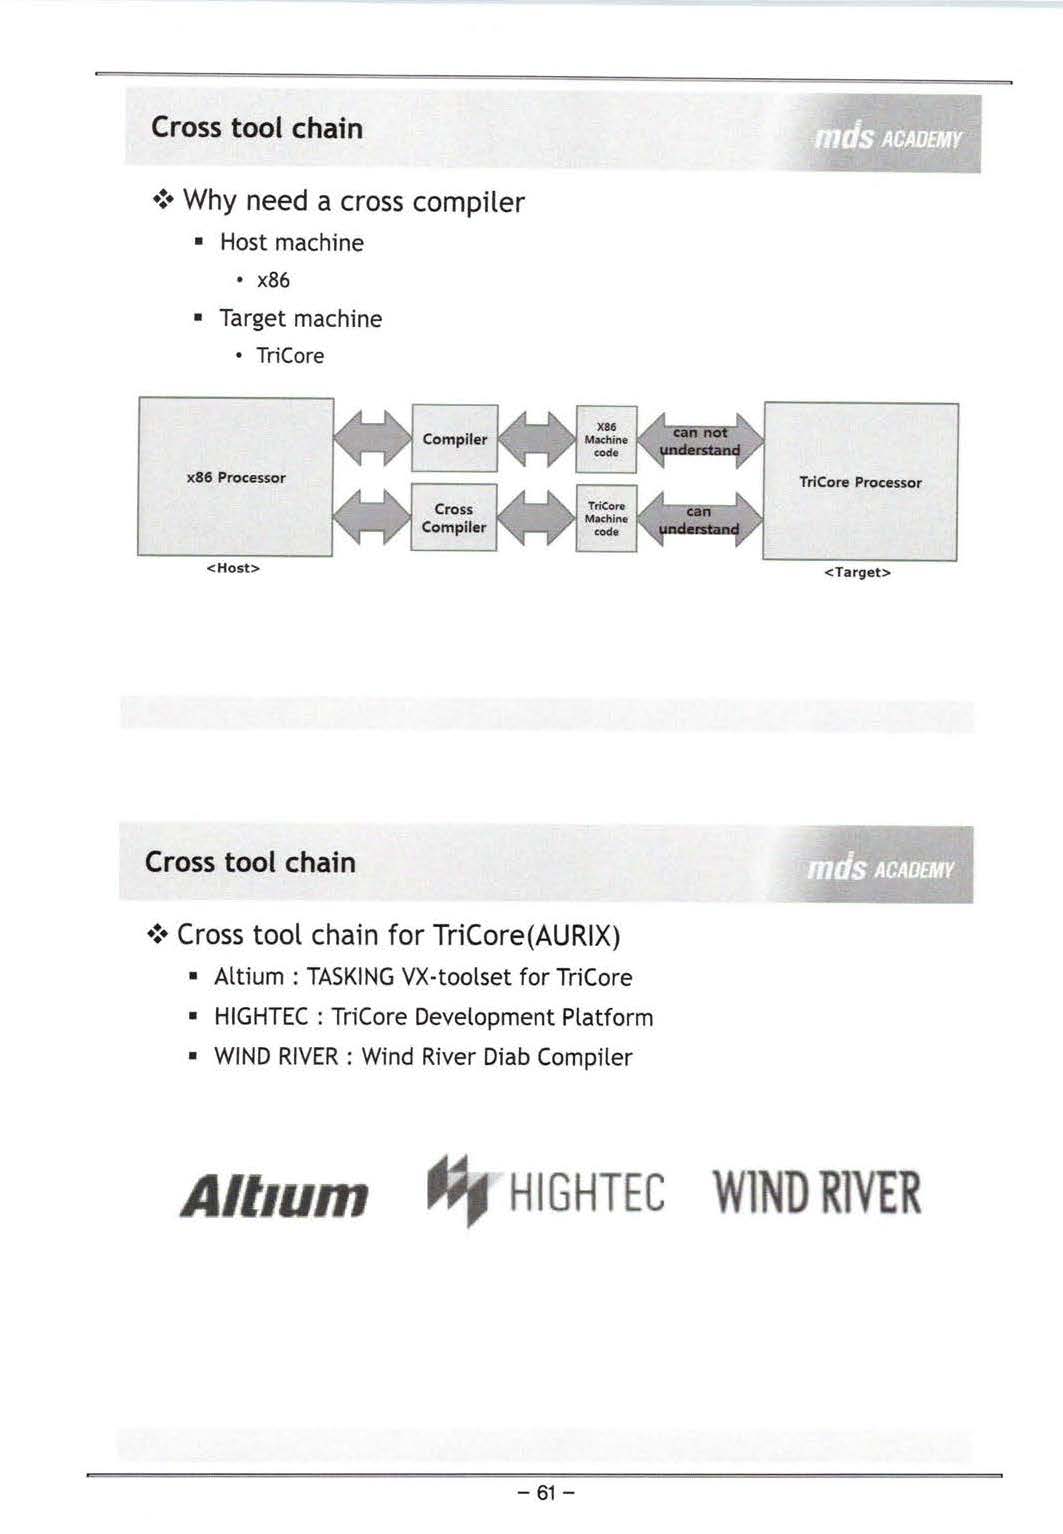 Cross tool chain
mds ACADEMY
❖ Why need a cross compiler
▪ Host machine
• x86
▪ Target machine
• TriCore
x86 Processor
Compiler
X86
Machine
code
can not
understand
Cross
Compiler
TriCore
Machine
code
can
understand
TriCore Processor
<Host>
<Target>
Cross tool chain
mds ACADEMY
❖ Cross tool chain for TriCore(AURIX)
▪ Altium : TASKING VX-toolset for TriCore
▪ HIGHTEC : TriCore Development Platform
▪ WIND RIVER : Wind River Diab Compiler
Altium
HIGHTEC
WIND RIVER
- 61 -